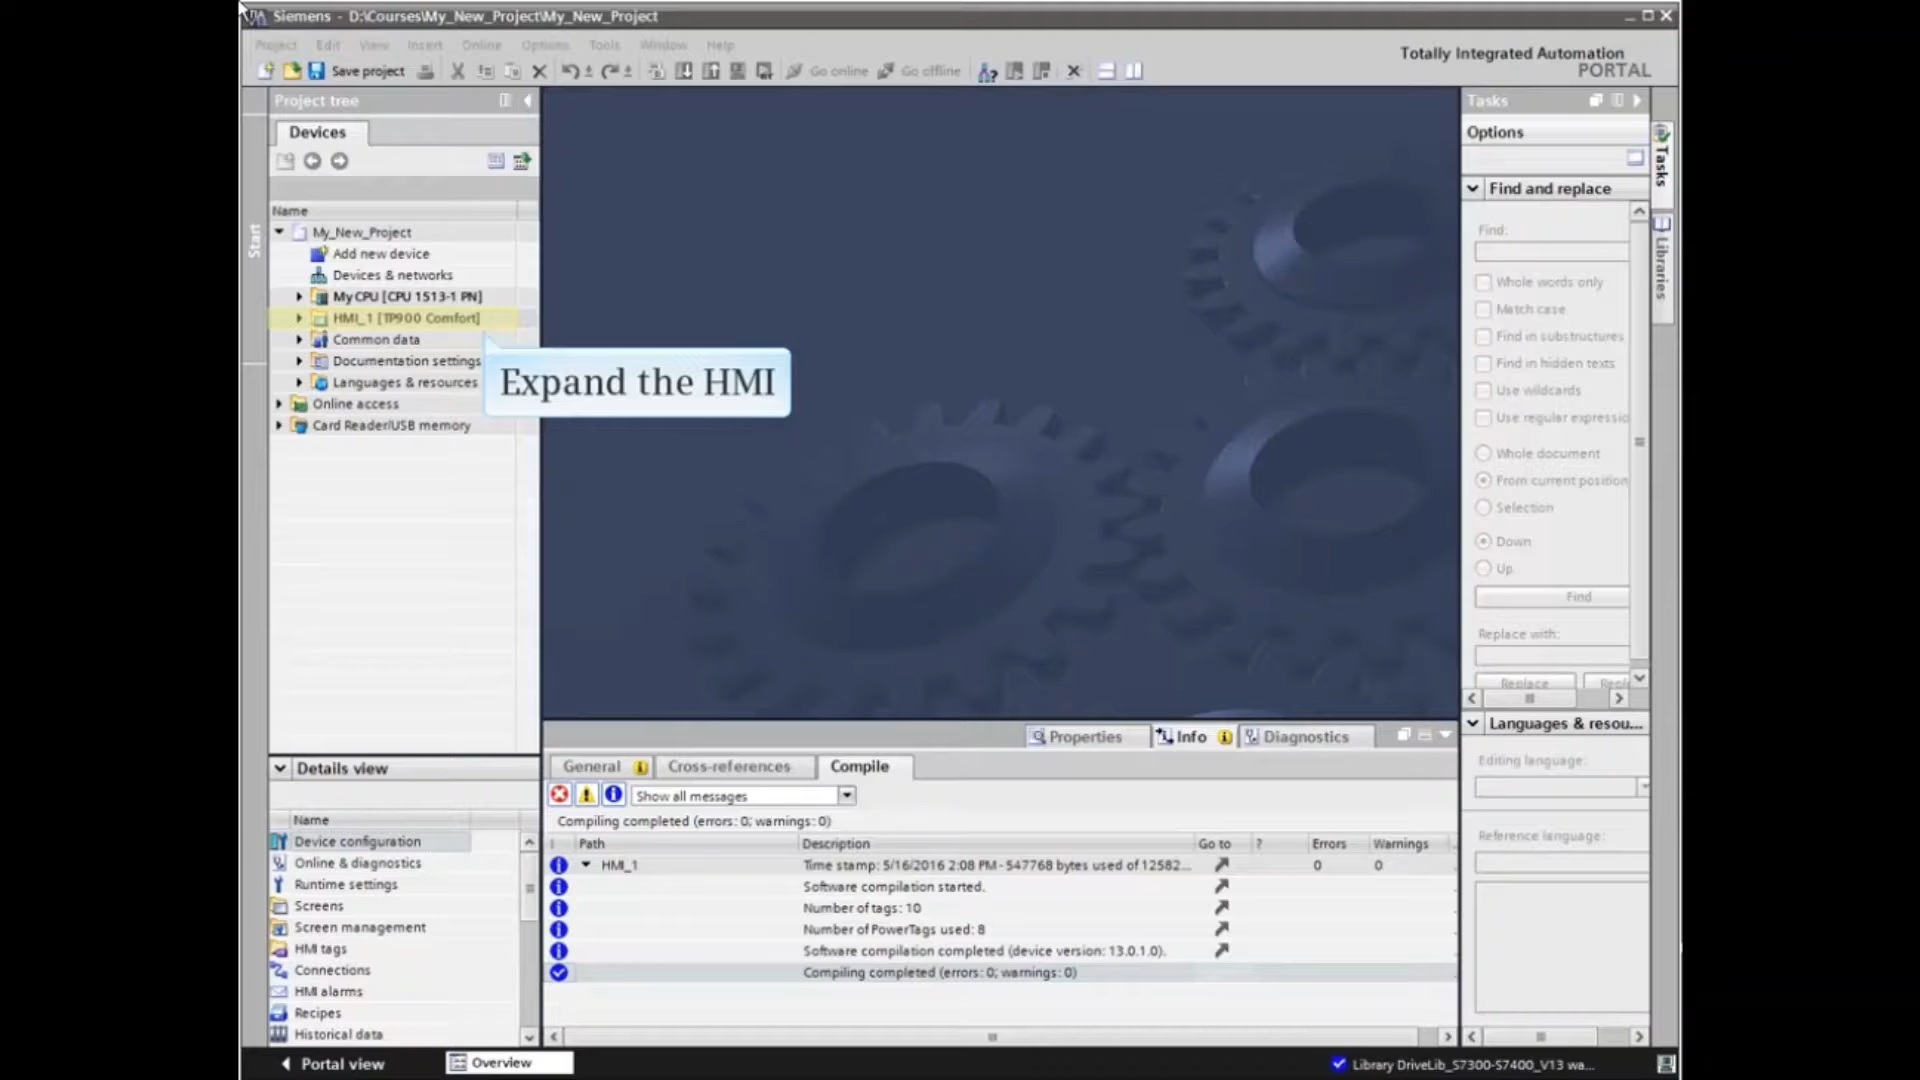 Siemens - D:\Courses\My_New_Project\My_New_Project
Project Edit View Insert Online Options Tools Window Help
Totally Integrated Automation
PORTAL
Save project
Go online
Go offline
Project tree
Devices
Name
Start
My_New_Project
Add new device
Devices & networks
My CPU [CPU 1513-1 PN]
HMI_1 [TP900 Comfort]
Common data
Documentation settings
Languages & resources
Online access
Card Reader/USB memory
Expand the HMI
Details view
Name
Device configuration
Online & diagnostics
Runtime settings
Screens
Screen management
HMI tags
Connections
HMI alarms
Recipes
Historical data
Properties
Info
Diagnostics
General
Cross-references
Compile
Show all messages
Compiling completed (errors: 0; warnings: 0)
! Path Description Go to ? Errors Warnings
HMI_1 Time stamp: 5/16/2016 2:08 PM - 547768 bytes used of 12582... 0 0
Software compilation started.
Number of tags: 10
Number of PowerTags used: 8
Software compilation completed (device version: 13.0.1.0).
Compiling completed (errors: 0; warnings: 0)
Tasks
Options
Find and replace
Find:
Whole words only
Match case
Find in substructures
Find in hidden texts
Use wildcards
Use regular expressio
Whole document
From current position
Selection
Down
Up
Find
Replace with:
Replace
Languages & resou...
Editing language:
Reference language:
Tasks
Libraries
Portal view
Overview
Library DriveLib_S7300-S7400_V13 wa...